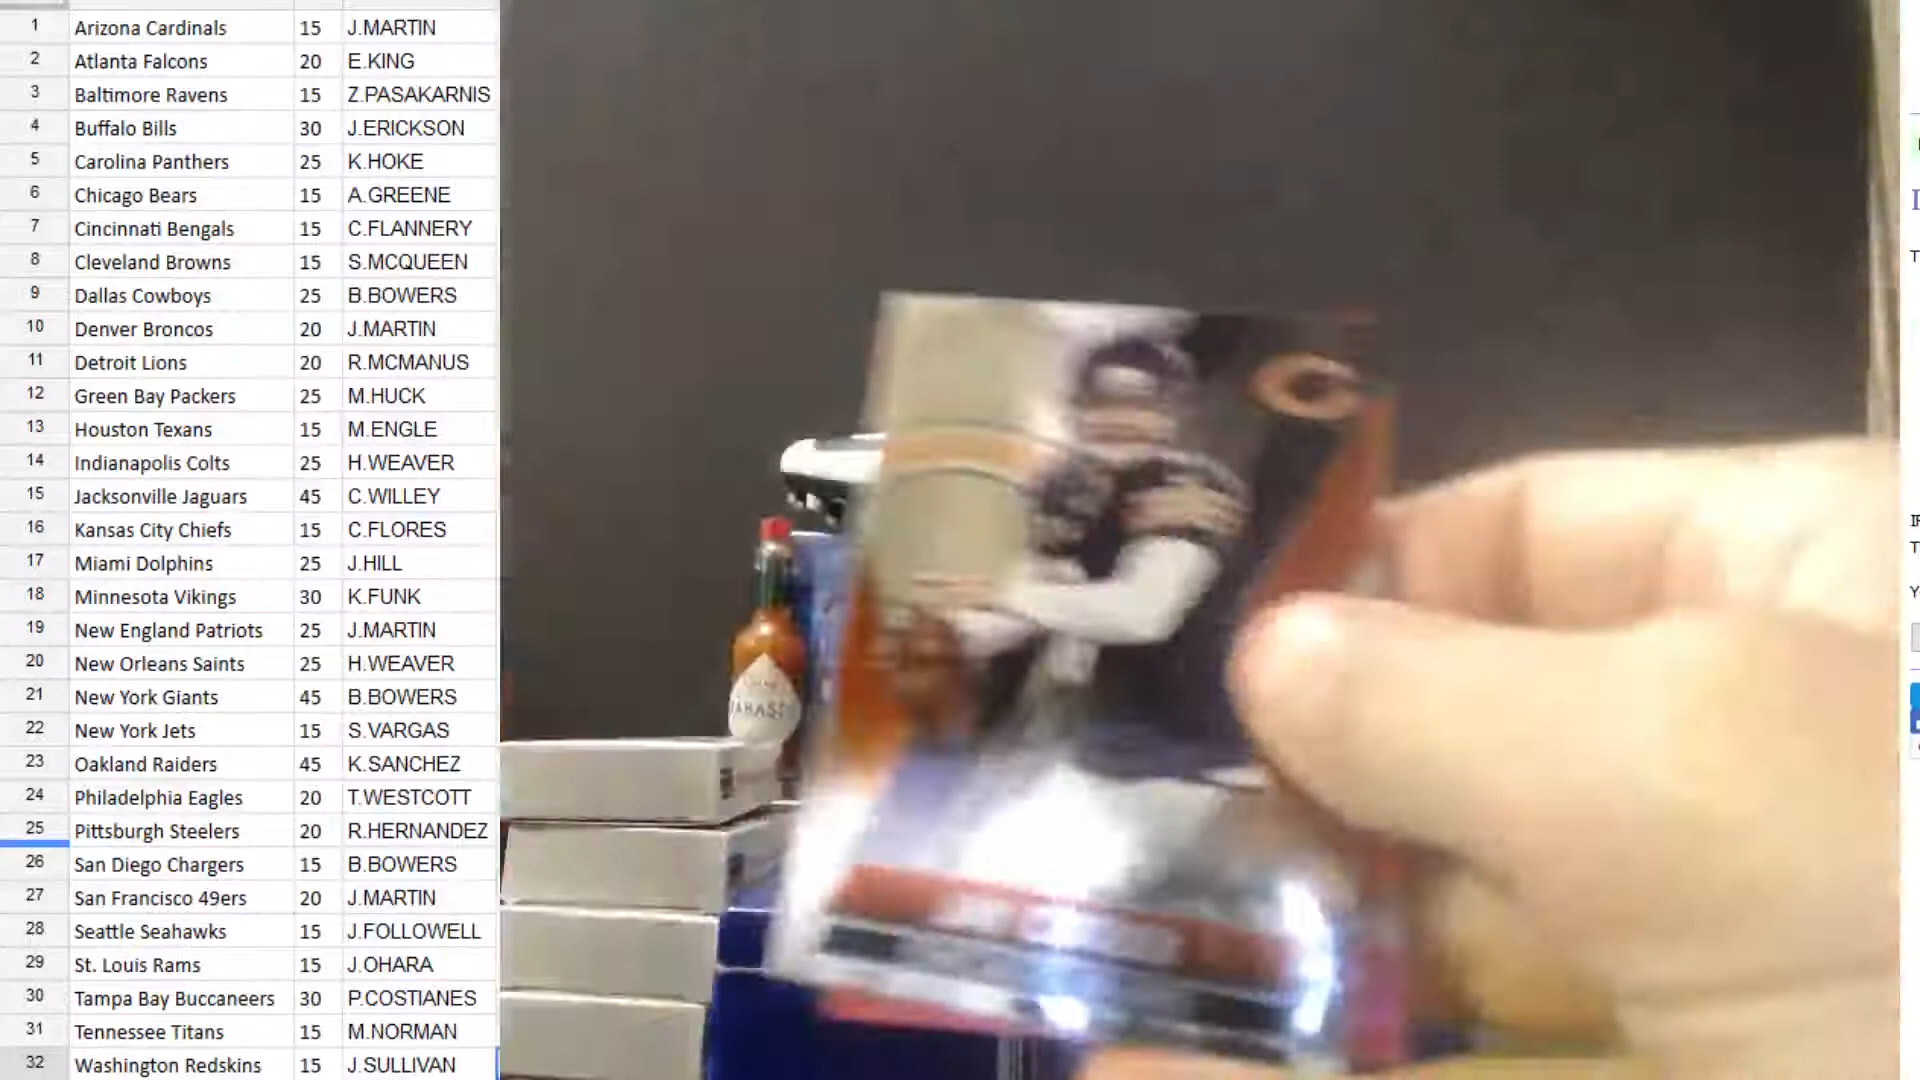 1 Arizona Cardinals 15 J.MARTIN
2 Atlanta Falcons 20 E.KING
3 Baltimore Ravens 15 Z.PASAKARNIS
4 Buffalo Bills 30 J.ERICKSON
5 Carolina Panthers 25 K.HOKE
6 Chicago Bears 15 A.GREENE
7 Cincinnati Bengals 15 C.FLANNERY
8 Cleveland Browns 15 S.MCQUEEN
9 Dallas Cowboys 25 B.BOWERS
10 Denver Broncos 20 J.MARTIN
11 Detroit Lions 20 R.MCMANUS
12 Green Bay Packers 25 M.HUCK
13 Houston Texans 15 M.ENGLE
14 Indianapolis Colts 25 H.WEAVER
15 Jacksonville Jaguars 45 C.WILLEY
16 Kansas City Chiefs 15 C.FLORES
17 Miami Dolphins 25 J.HILL
18 Minnesota Vikings 30 K.FUNK
19 New England Patriots 25 J.MARTIN
20 New Orleans Saints 25 H.WEAVER
21 New York Giants 45 B.BOWERS
22 New York Jets 15 S.VARGAS
23 Oakland Raiders 45 K.SANCHEZ
24 Philadelphia Eagles 20 T.WESTCOTT
25 Pittsburgh Steelers 20 R.HERNANDEZ
26 San Diego Chargers 15 B.BOWERS
27 San Francisco 49ers 20 J.MARTIN
28 Seattle Seahawks 15 J.FOLLOWELL
29 St. Louis Rams 15 J.OHARA
30 Tampa Bay Buccaneers 30 P.COSTIANES
31 Tennessee Titans 15 M.NORMAN
32 Washington Redskins 15 J.SULLIVAN